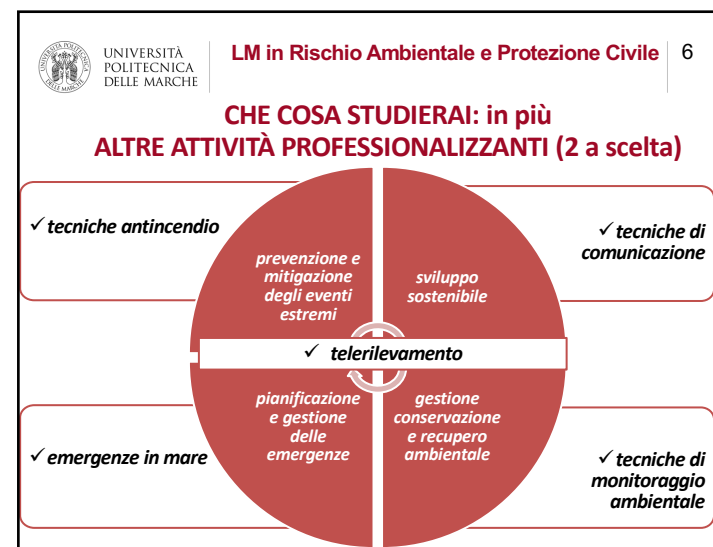 UNIVERSITÀ
POLITECNICA
DELLE MARCHE
LM in Rischio Ambientale e Protezione Civile
6
CHE COSA STUDIERAI: in più
ALTRE ATTIVITÀ PROFESSIONALIZZANTI (2 a scelta)
✓ tecniche antincendio
prevenzione e
mitigazione
degli eventi
estremi
sviluppo
sostenibile
✓ tecniche di
comunicazione
✓ telerilevamento
pianificazione
e gestione
delle
emergenze
gestione
conservazione
e recupero
ambientale
✓ emergenze in mare
✓ tecniche di
monitoraggio
ambientale